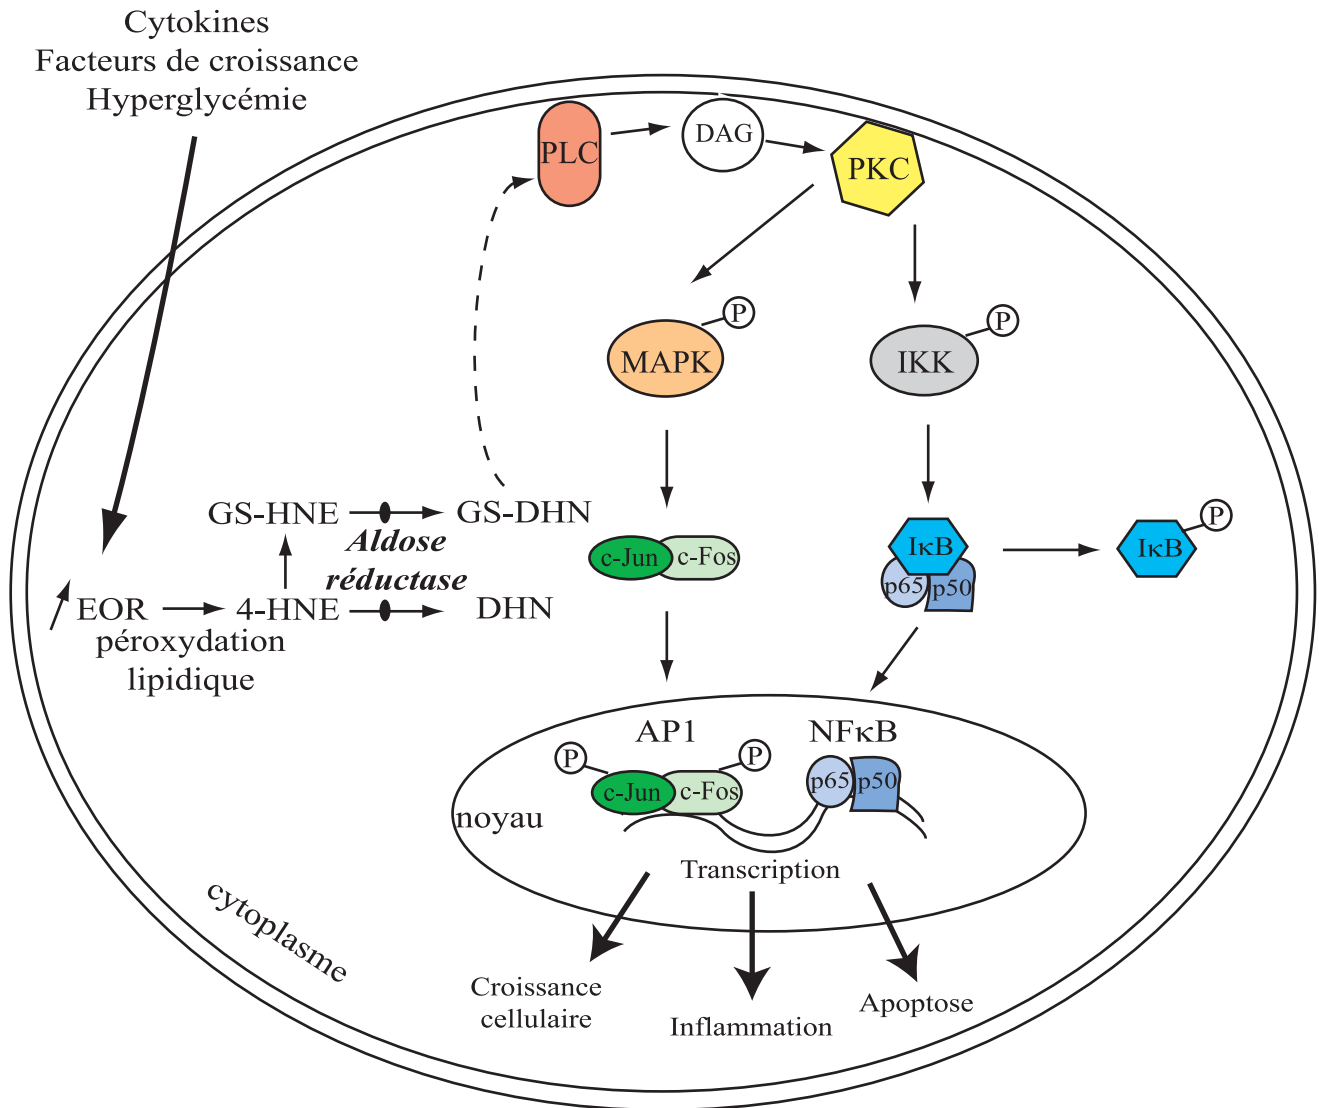 Cytokines
Facteurs de croissance
Hyperglycémie
PLC
DAG
PKC
P
MAPK
P
IKK
GS-HNE
GS-DHN
Aldose
réductase
EOR
4-HNE
DHN
péroxydation
lipidique
c-Jun
c-Fos
IκB
p65
p50
P
IκB
noyau
AP1
NFκB
P
P
c-Jun
c-Fos
p65
p50
Transcription
cytoplasme
Croissance
cellulaire
Inflammation
Apoptose